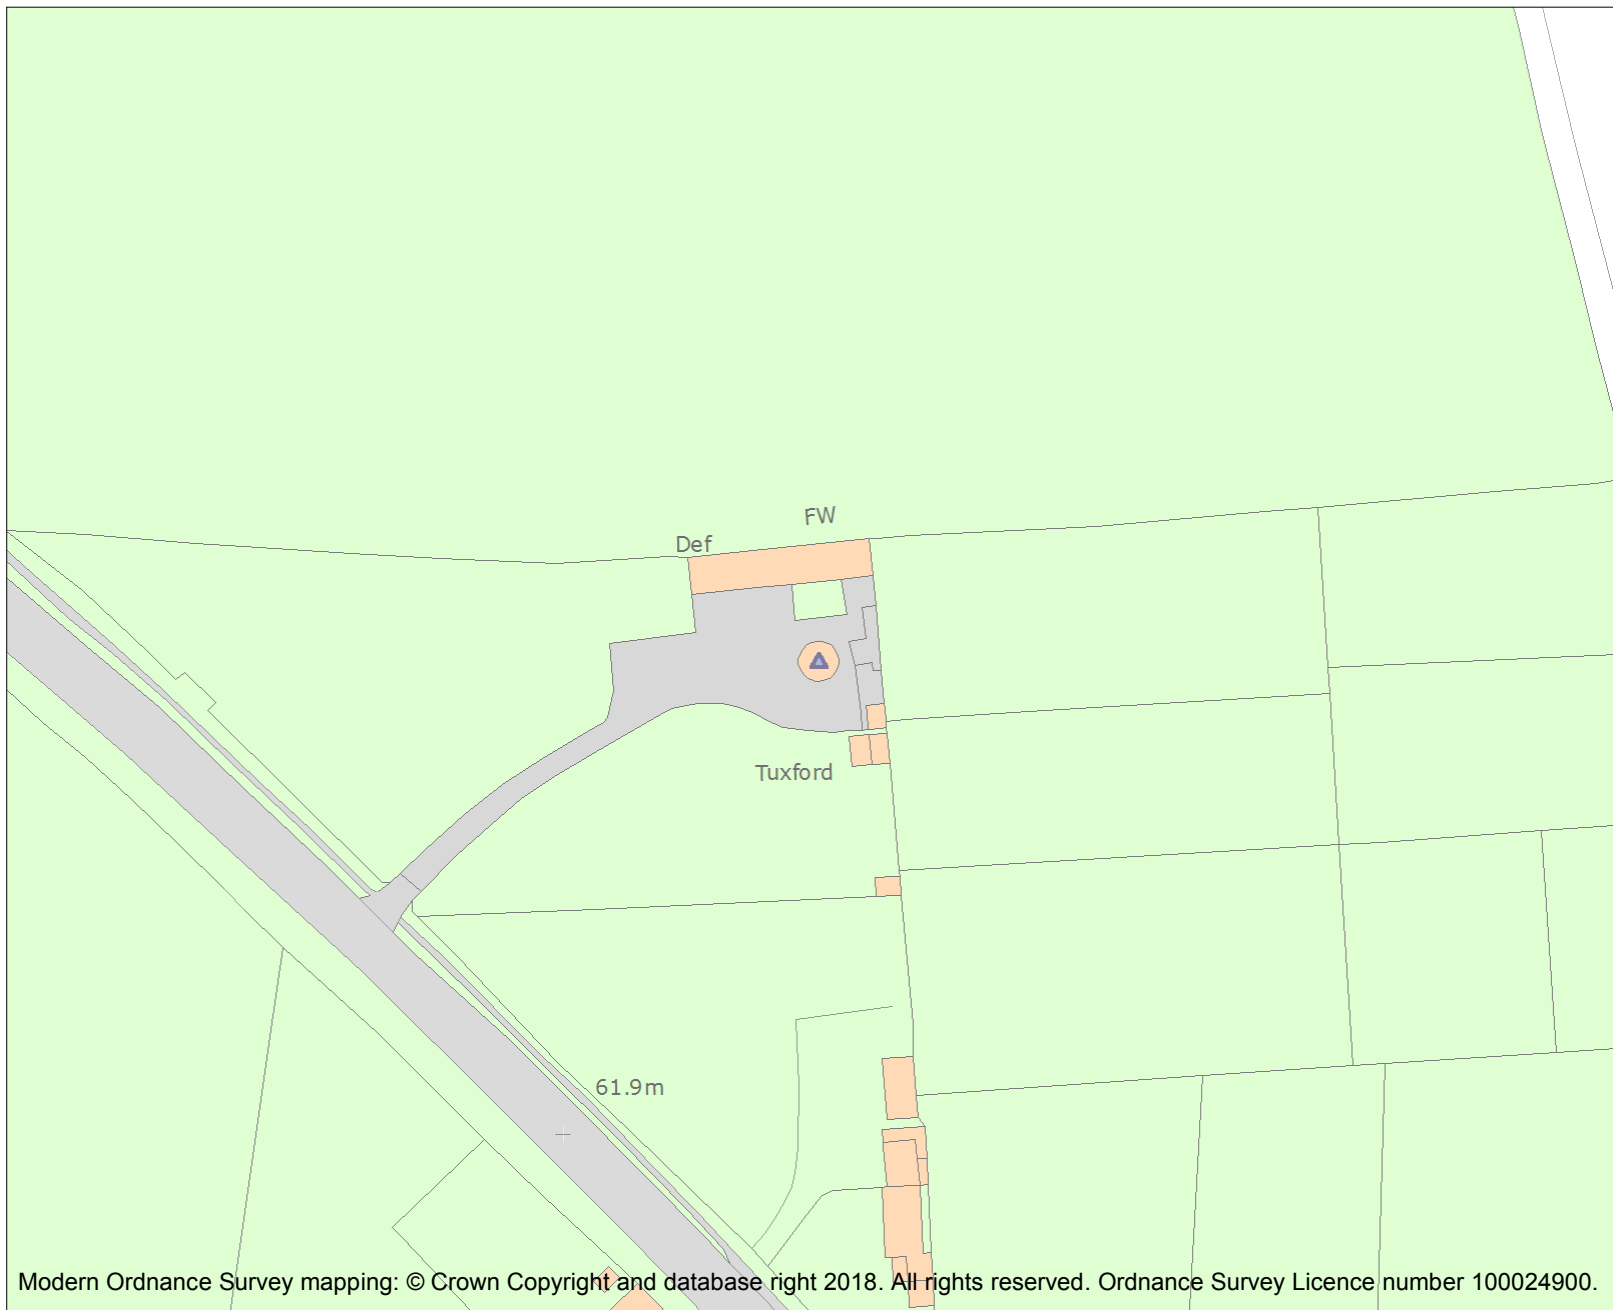 FW
Def
Tuxford
61.9m
Modern Ordnance Survey mapping: © Crown Copyright and database right 2018. All rights reserved. Ordnance Survey Licence number 100024900.